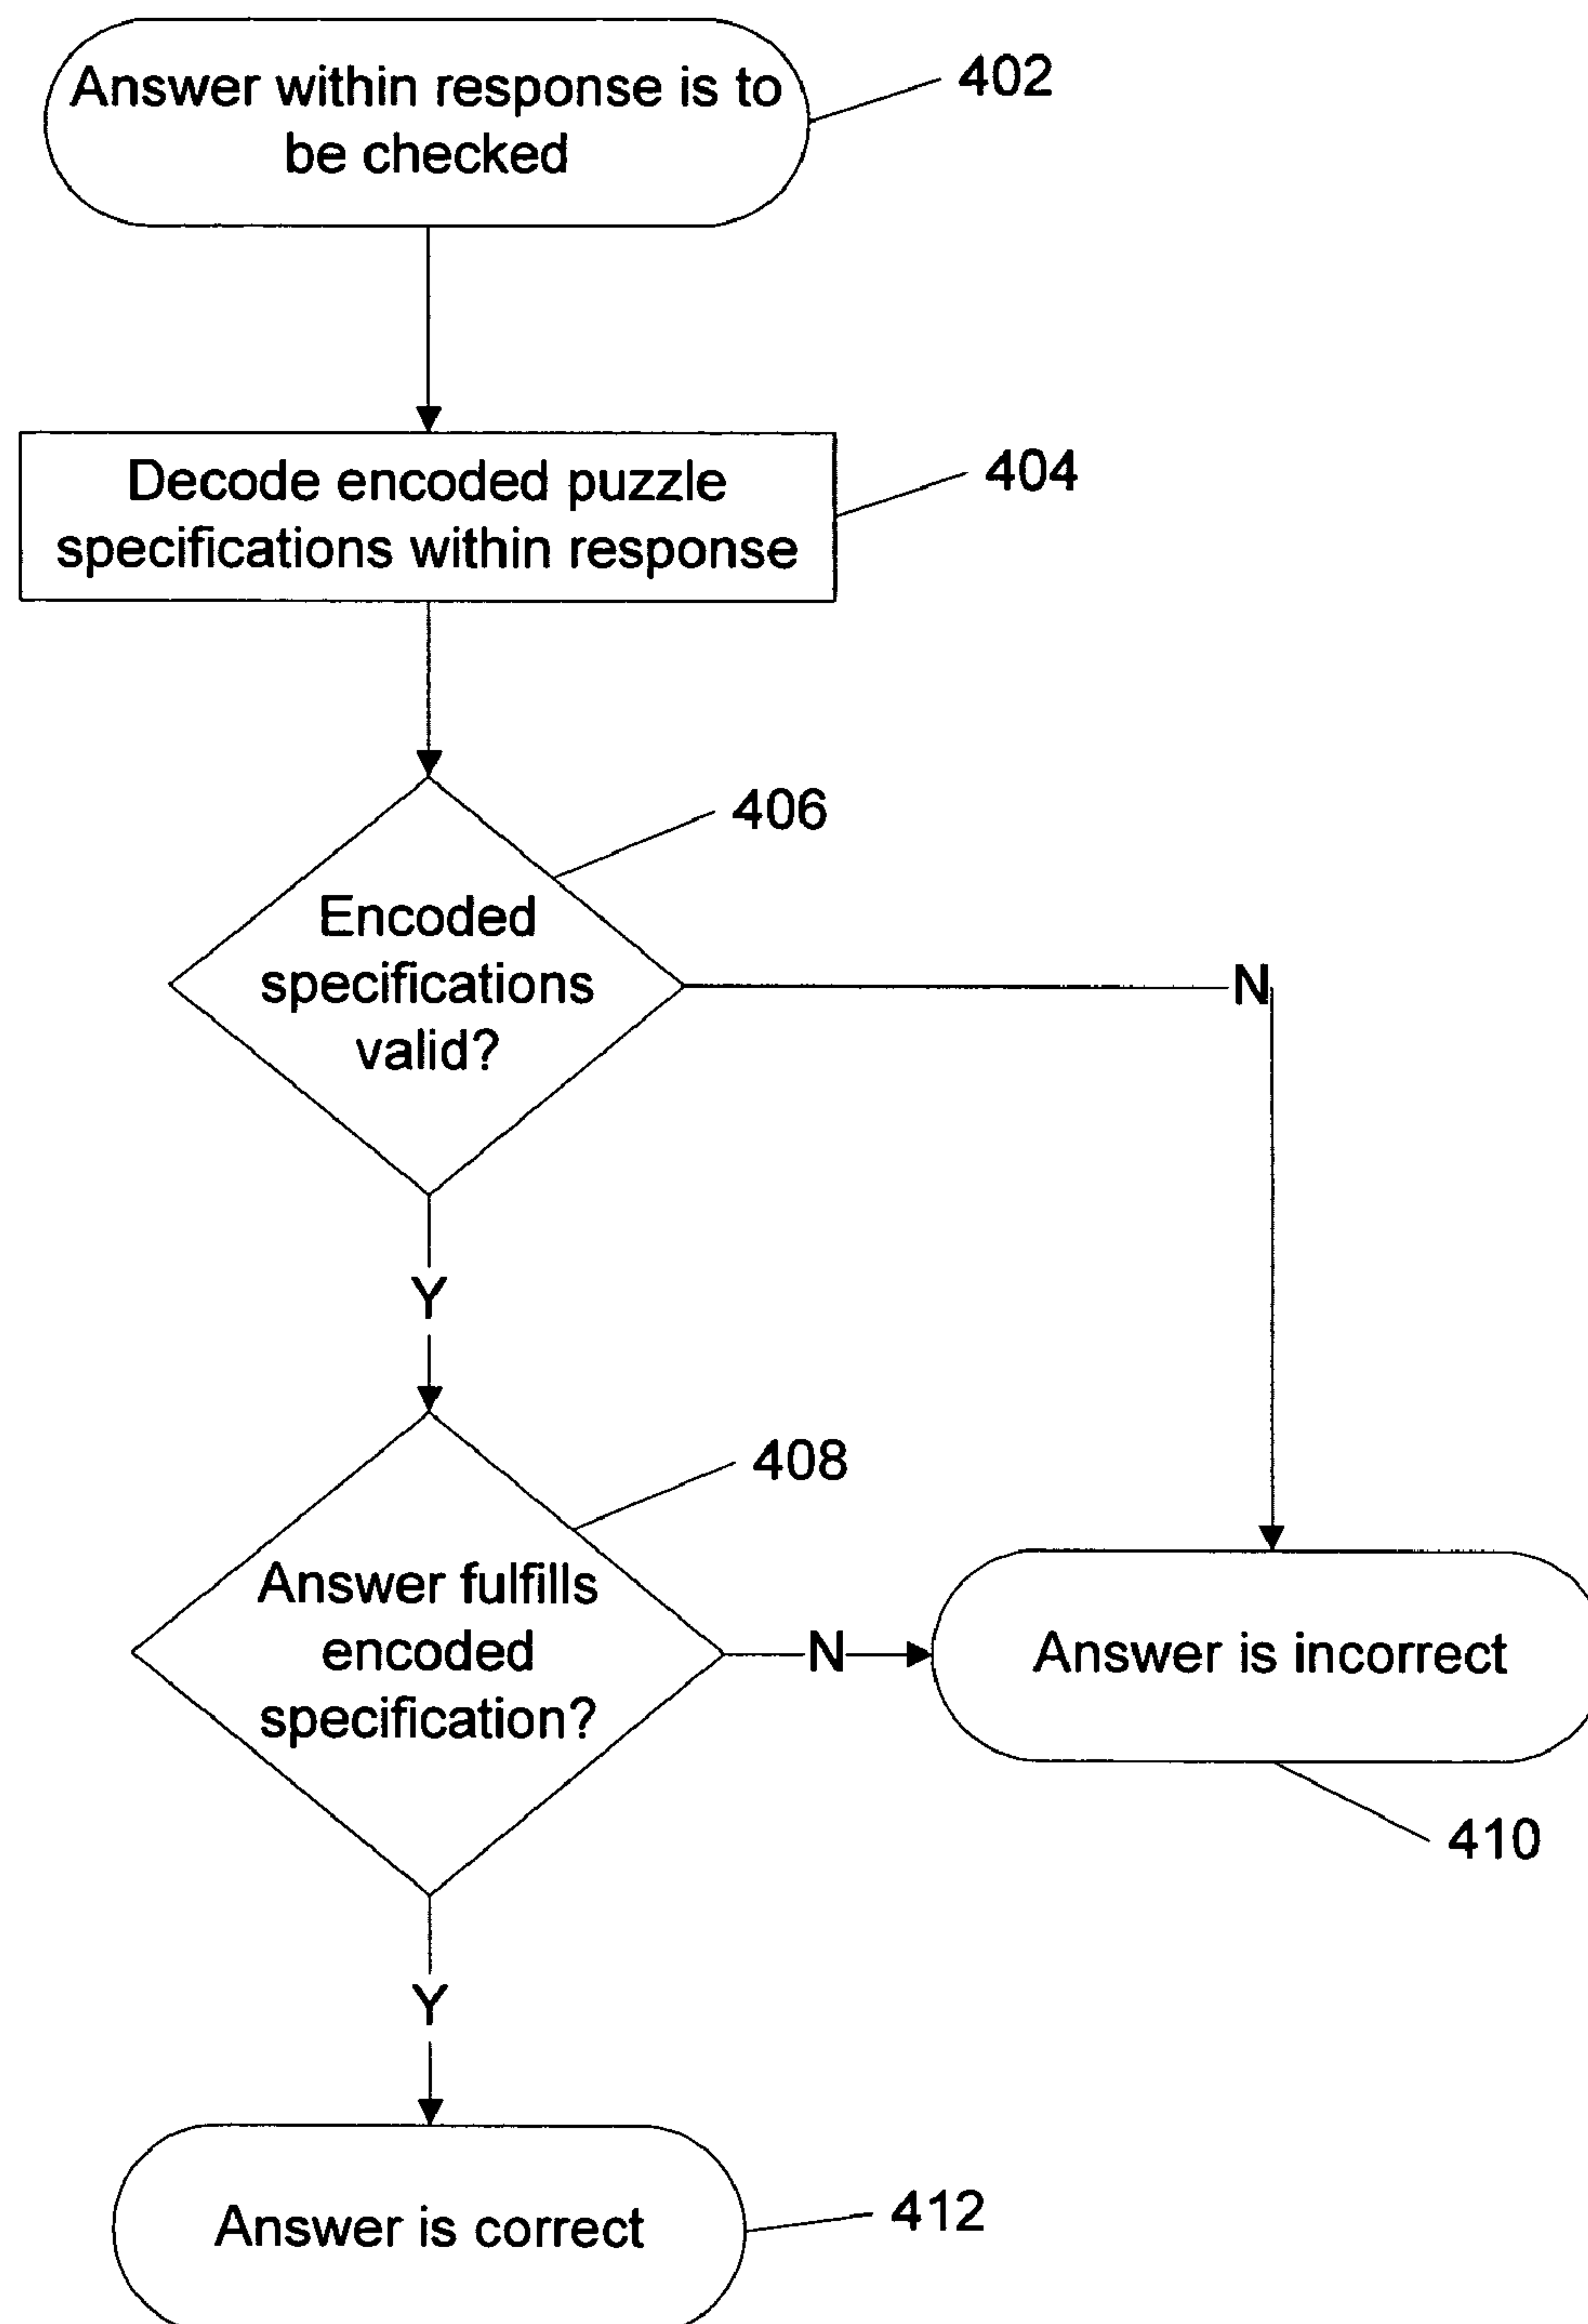 Answer within response is to
be checked
402
Decode encoded puzzle
specifications within response
404
406
Encoded
specifications
valid?
N
Y
408
Answer fulfills
encoded
specification?
N
Answer is incorrect
410
Y
Answer is correct
412